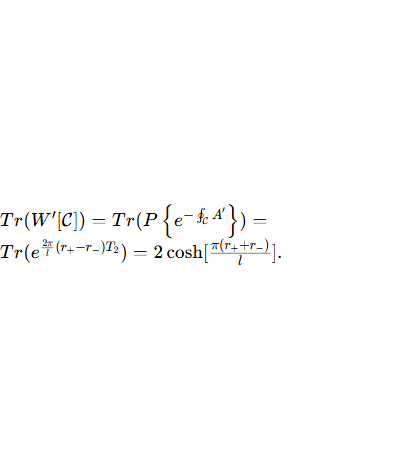 Tr(W′[𝒞]) = Tr(P {e^{−∮_𝒞 A′}}) =
Tr(e^{\frac{2π}{l}(r_+−r_−)T_2}) = 2 cosh[\frac{π(r_++r_−)}{l}].